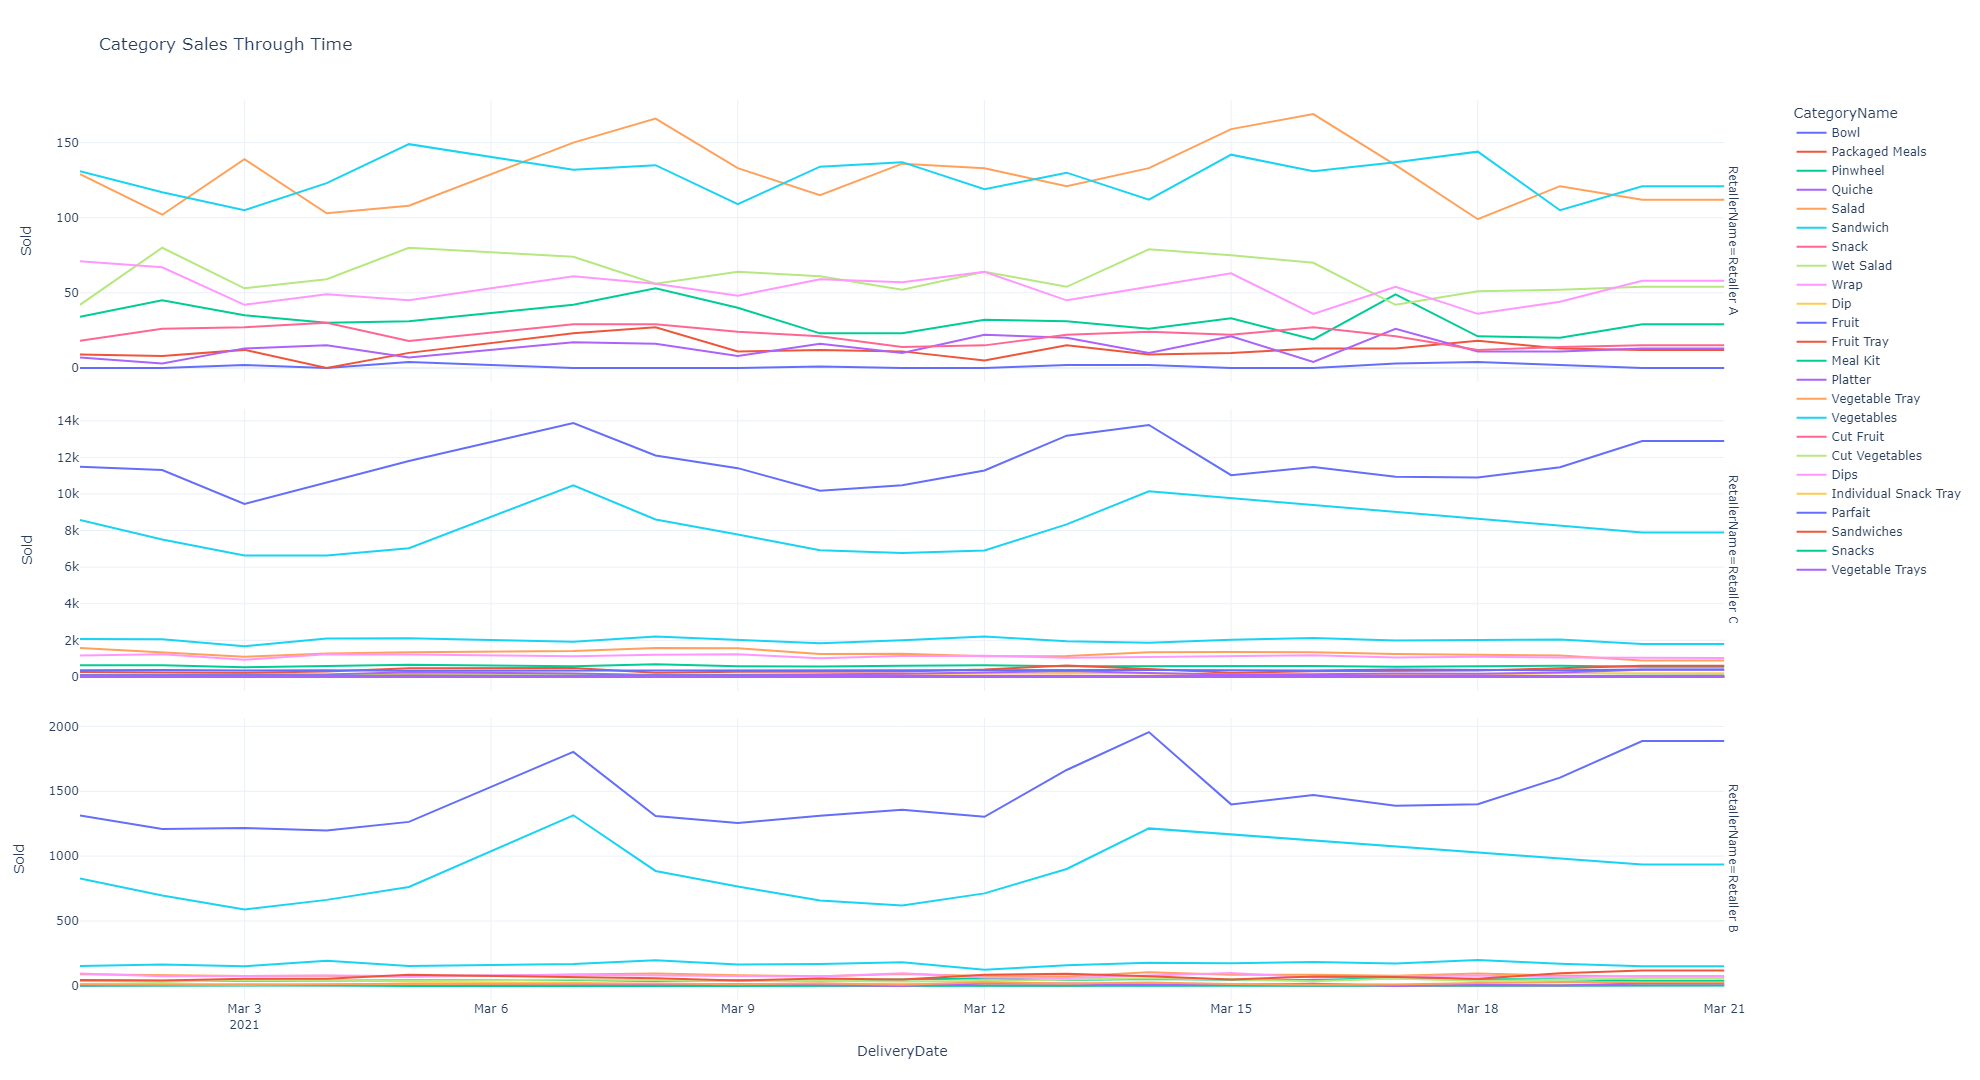 Category Sales Through Time
CategoryName
Bowl
Packaged Meals
Pinwheel
Quiche
Salad
Sandwich
Snack
Wet Salad
Wrap
Dip
Fruit
Fruit Tray
Meal Kit
Platter
Vegetable Tray
Vegetables
Cut Fruit
Cut Vegetables
Dips
Individual Snack Tray
Parfait
Sandwiches
Snacks
Vegetable Trays
150
100
50
0
Sold
RetailerName=Retailer A
14k
12k
10k
8k
6k
4k
2k
0
Sold
RetailerName=Retailer C
2000
1500
1000
500
0
Sold
RetailerName=Retailer B
Mar 3
2021
Mar 6
Mar 9
Mar 12
Mar 15
Mar 18
Mar 21
DeliveryDate